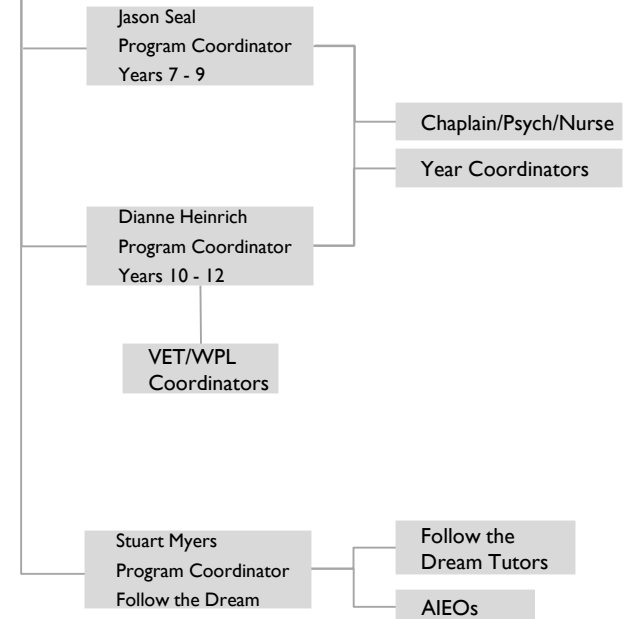 Jason Seal
Program Coordinator
Years 7 - 9
Chaplain/Psych/Nurse
Year Coordinators
Dianne Heinrich
Program Coordinator
Years 10 - 12
VET/WPL
Coordinators
Stuart Myers
Program Coordinator
Follow the Dream
Follow the
Dream Tutors
AIEOs